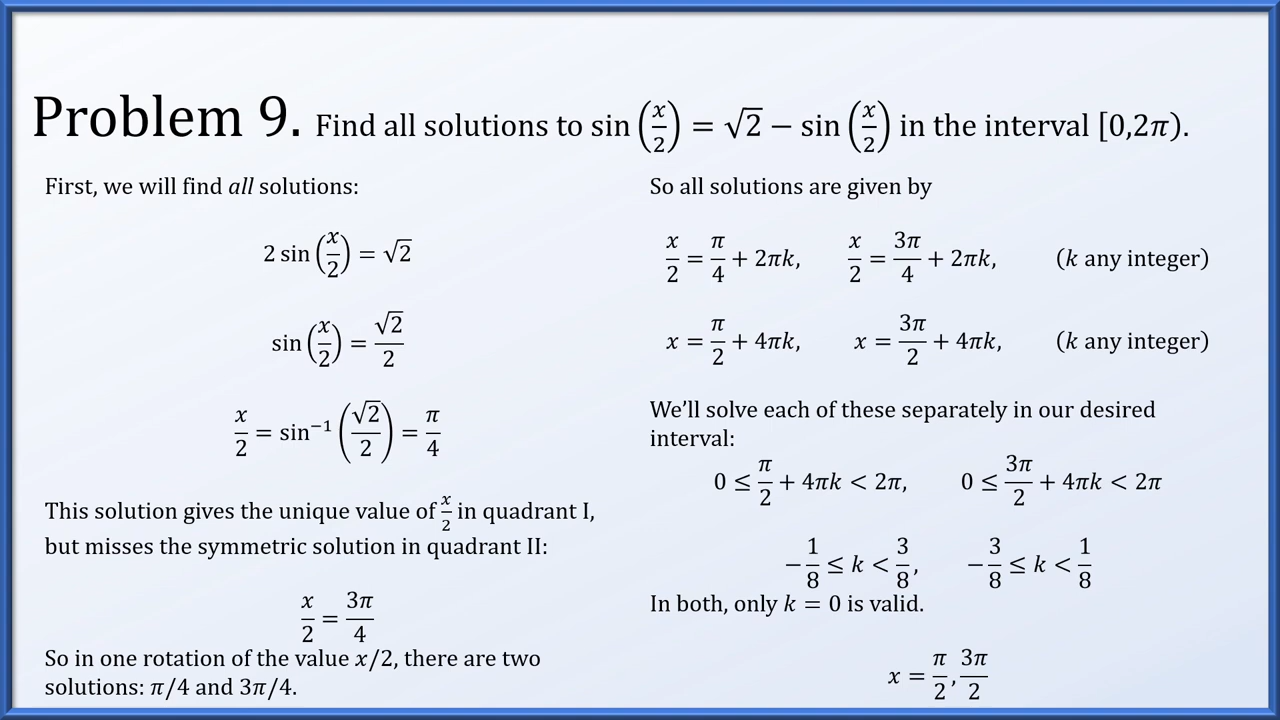 Problem 9. Find all solutions to sin(x/2) = √2 − sin(x/2) in the interval [0,2π).
First, we will find all solutions:
2 sin(x/2) = √2
sin(x/2) = √2/2
x/2 = sin⁻¹(√2/2) = π/4
This solution gives the unique value of x/2 in quadrant I,
but misses the symmetric solution in quadrant II:
x/2 = 3π/4
So in one rotation of the value x/2, there are two
solutions: π/4 and 3π/4.
So all solutions are given by
x/2 = π/4 + 2πk, x/2 = 3π/4 + 2πk, (k any integer)
x = π/2 + 4πk, x = 3π/2 + 4πk, (k any integer)
We’ll solve each of these separately in our desired
interval:
0 ≤ π/2 + 4πk < 2π, 0 ≤ 3π/2 + 4πk < 2π
−1/8 ≤ k < 3/8, −3/8 ≤ k < 1/8
In both, only k = 0 is valid.
x = π/2, 3π/2